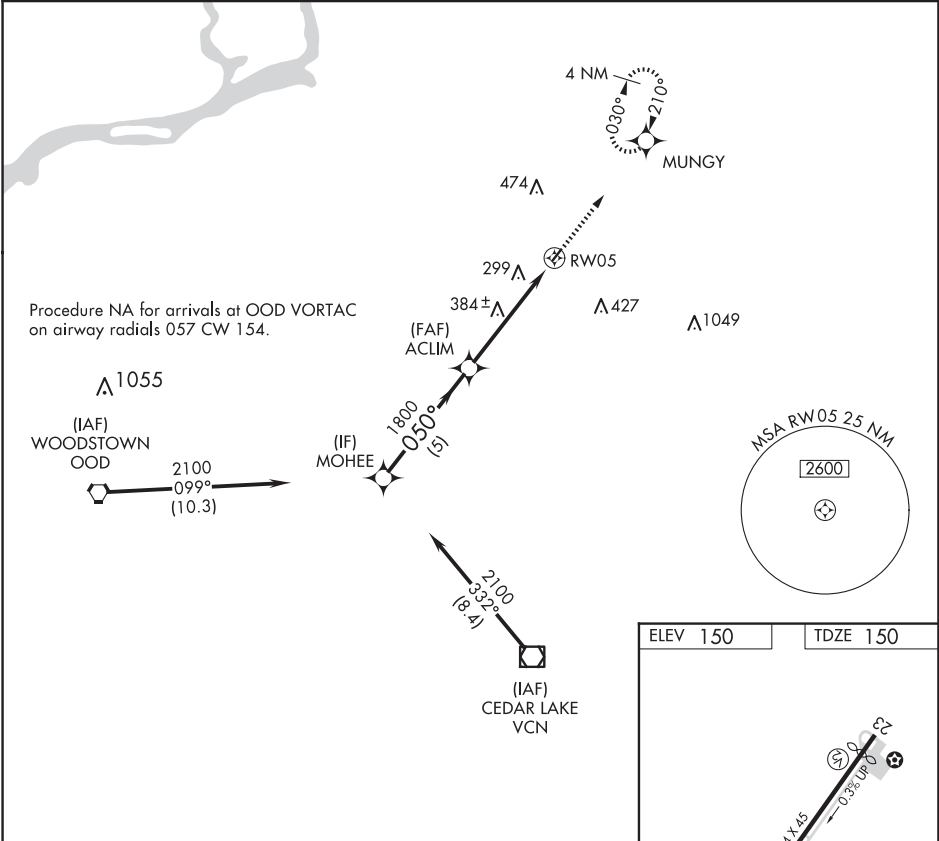 4 NM
030°
210°
MUNGY
474
RW05
299
384 ±
427
1049
Procedure NA for arrivals at OOD VORTAC
on airway radials 057 CW 154.
(FAF)
ACLIM
1055
(IAF)
WOODSTOWN
OOD
2100
099°
(10.3)
(IF)
MOHEE
1800
050°
(5)
MSA RW05 25 NM
2600
2100
332°
(8.4)
(IAF)
CEDAR LAKE
VCN
ELEV 150
TDZE 150
23
0.3% UP
X 45